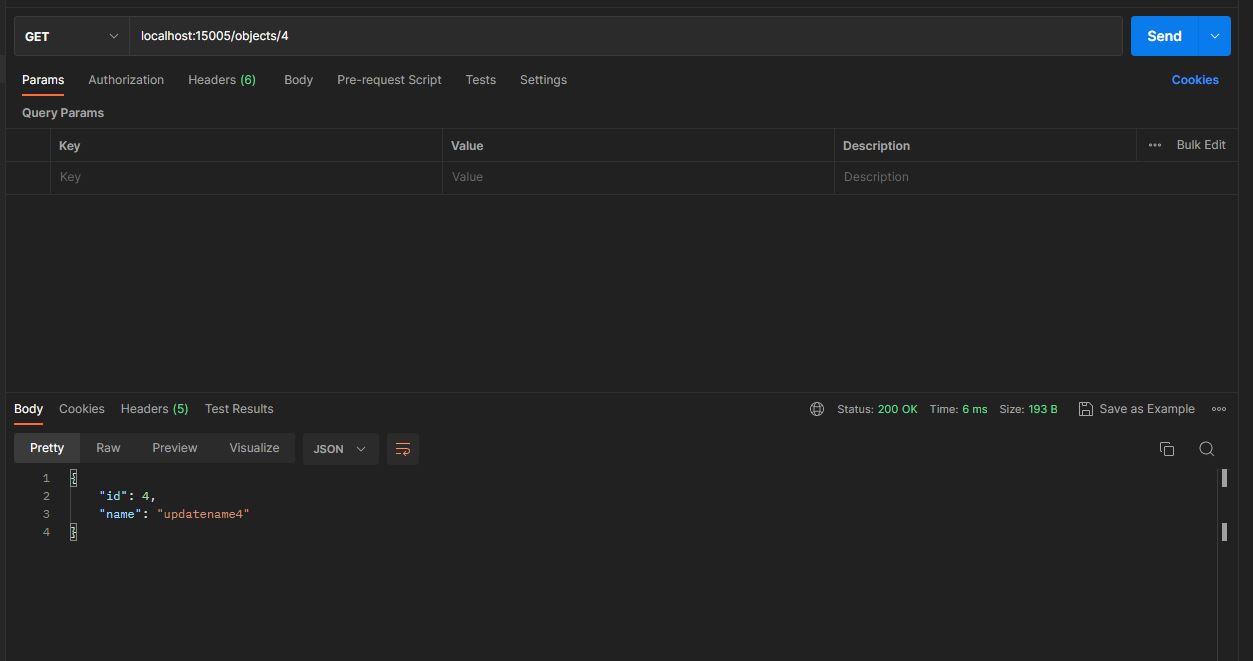 GET localhost:15005/objects/4 Send
Params Authorization Headers (6) Body Pre-request Script Tests Settings Cookies
Query Params
Key Value Description Bulk Edit
Key Value Description
Body Cookies Headers (5) Test Results Status: 200 OK Time: 6 ms Size: 193 B Save as Example
Pretty Raw Preview Visualize JSON
1 {
2 "id": 4,
3 "name": "updatename4"
4 }